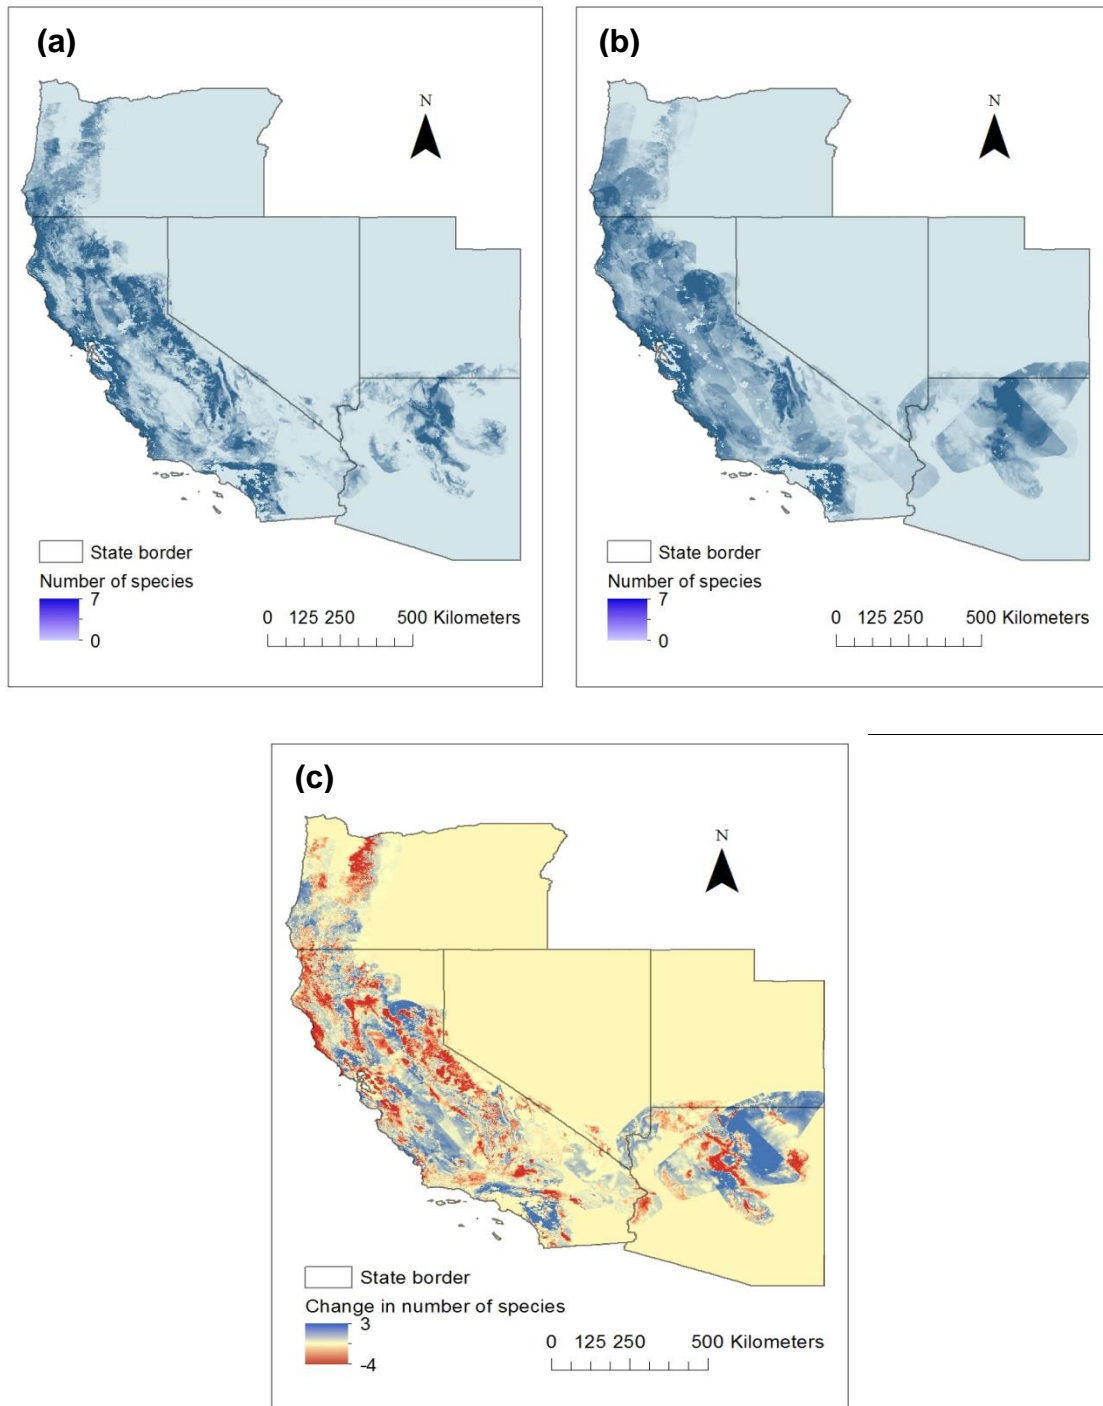 (a)
N
State border
Number of species
7
0
0 125 250 500 Kilometers
(b)
N
State border
Number of species
7
0
0 125 250 500 Kilometers
(c)
N
State border
Change in number of species
3
-4
0 125 250 500 Kilometers